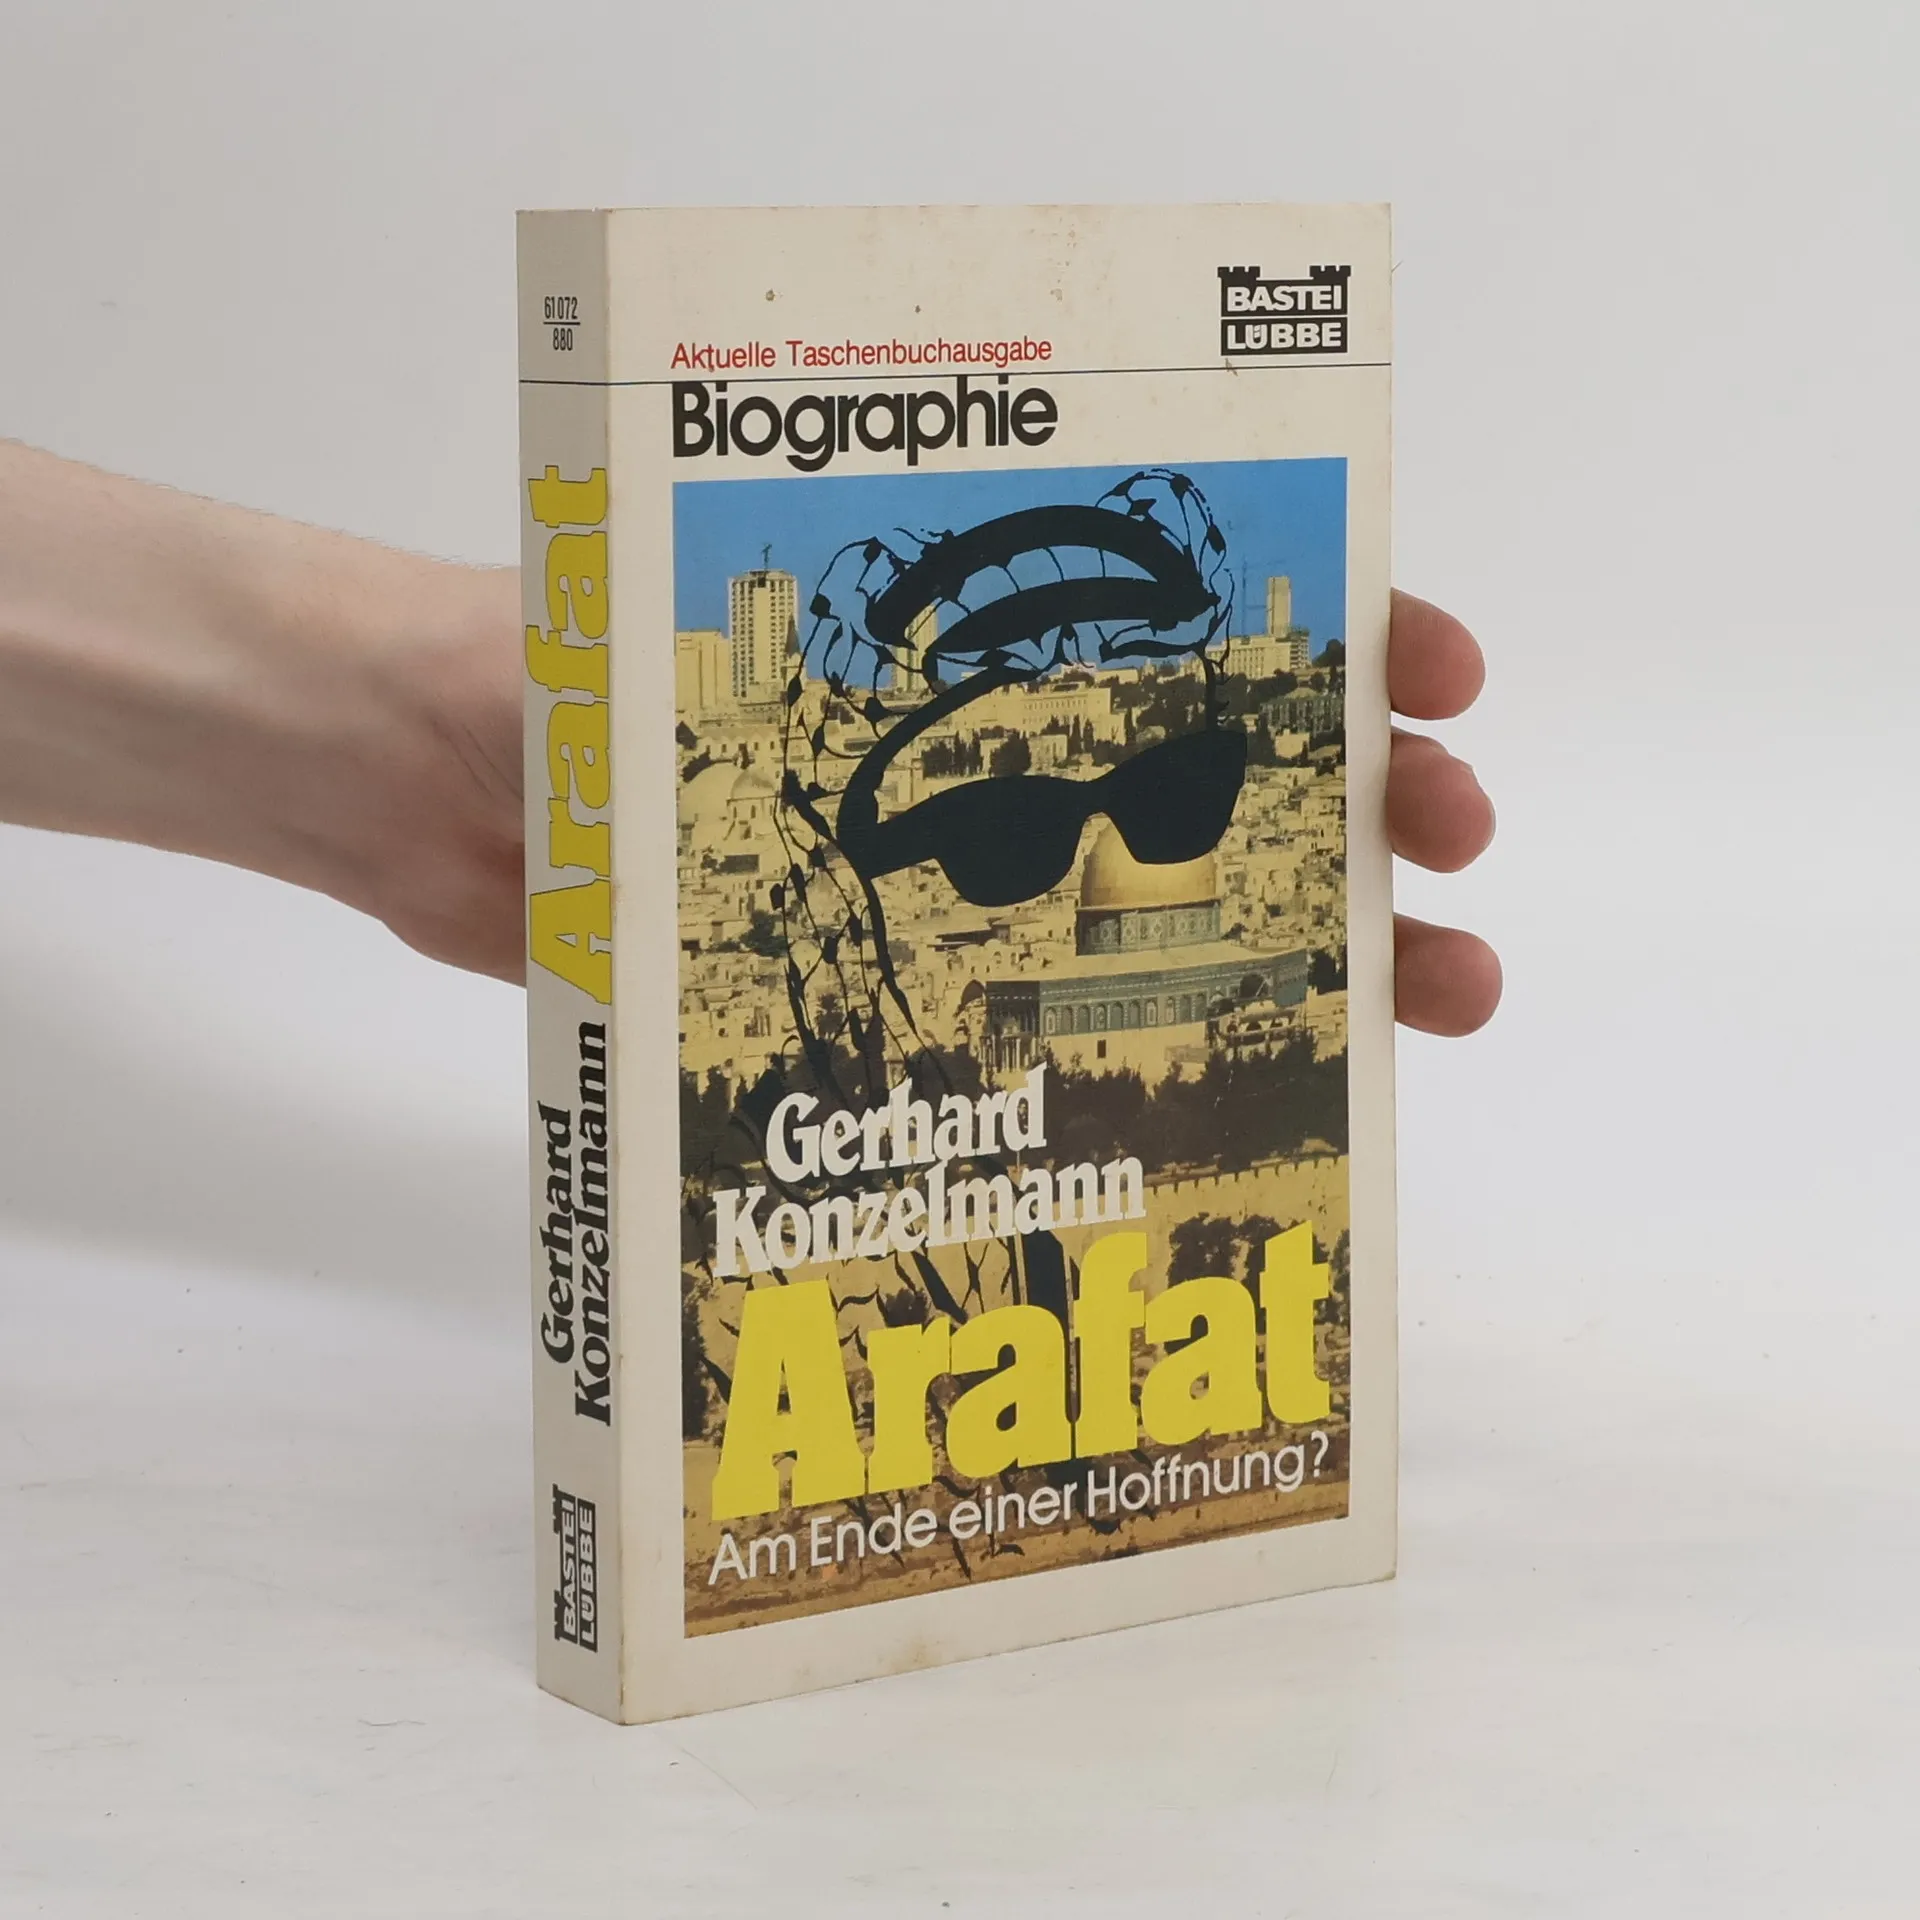 61072
880
Arafat
Gerhard
Konzelmann
BASTEI
LÜBBE
BASTEI
LÜBBE
Aktuelle Taschenbuchausgabe
Biographie
Gerhard
Konzelmann
Arafat
Am Ende einer Hoffnung?